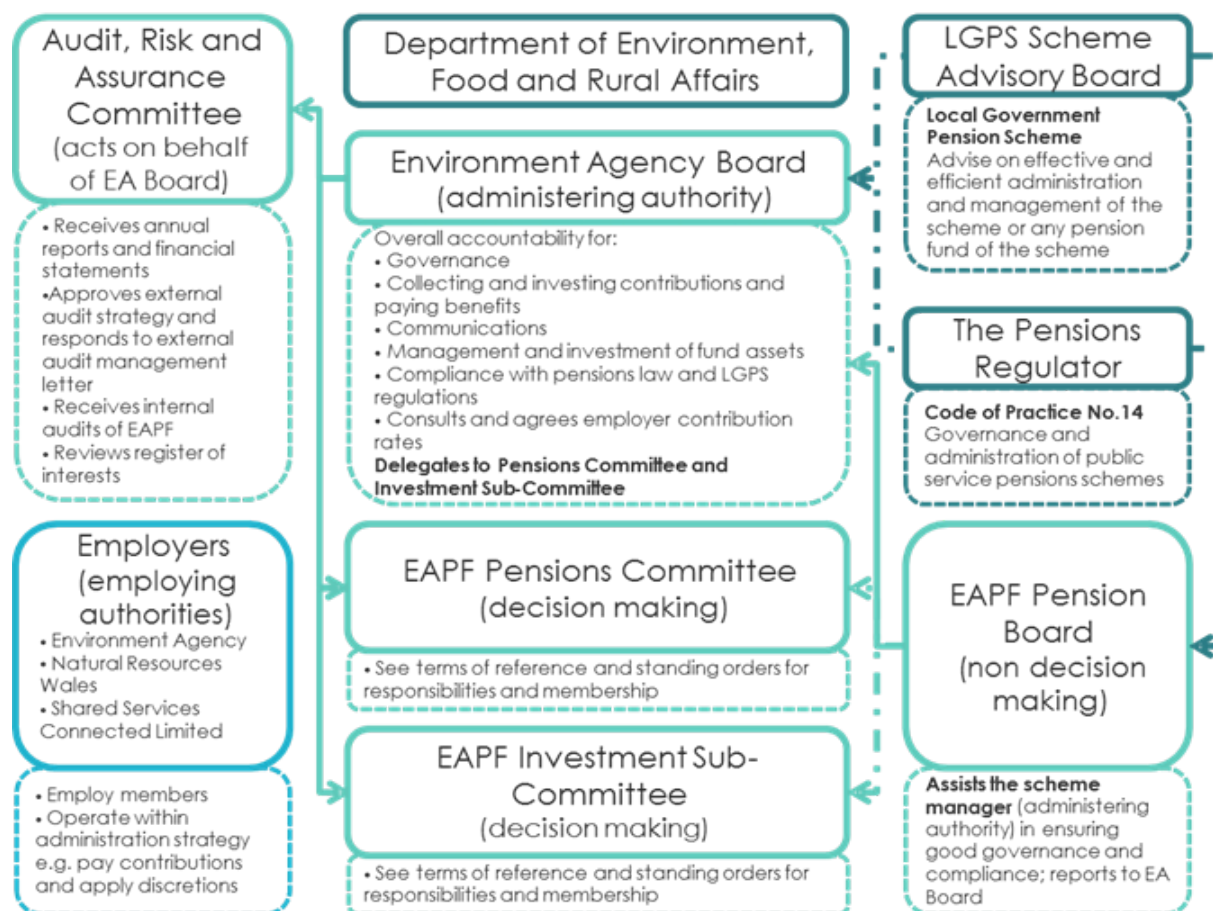 Audit, Risk and
Assurance
Committee
(acts on behalf
of EA Board)
• Receives annual
reports and financial
statements
•Approves external
audit strategy and
responds to external
audit management
letter
• Receives internal
audits of EAPF
• Reviews register of
interests
Employers
(employing
authorities)
• Environment Agency
• Natural Resources
Wales
• Shared Services
Connected Limited
• Employ members
• Operate within
administration strategy
e.g. pay contributions
and apply discretions
Department of Environment,
Food and Rural Affairs
Environment Agency Board
(administering authority)
Overall accountability for:
• Governance
• Collecting and investing contributions and
paying benefits
• Communications
• Management and investment of fund assets
• Compliance with pensions law and LGPS
regulations
• Consults and agrees employer contribution
rates
Delegates to Pensions Committee and
Investment Sub-Committee
EAPF Pensions Committee
(decision making)
• See terms of reference and standing orders for
responsibilities and membership
EAPF Investment Sub-
Committee
(decision making)
• See terms of reference and standing orders for
responsibilities and membership
LGPS Scheme
Advisory Board
Local Government
Pension Scheme
Advise on effective and
efficient administration
and management of the
scheme or any pension
fund of the scheme
The Pensions
Regulator
Code of Practice No.14
Governance and
administration of public
service pensions schemes
EAPF Pension
Board
(non decision
making)
Assists the scheme
manager (administering
authority) in ensuring
good governance and
compliance; reports to EA
Board